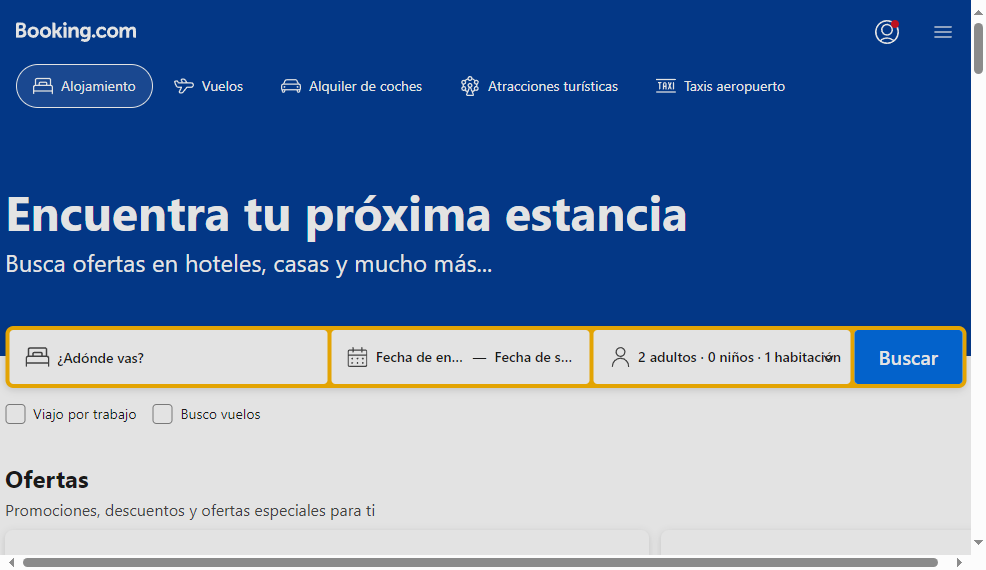 Booking.com
Alojamiento
Vuelos
Alquiler de coches
Atracciones turísticas
TAXI
Taxis aeropuerto
Encuentra tu próxima estancia
Busca ofertas en hoteles, casas y mucho más...
¿Adónde vas?
Fecha de en... — Fecha de s...
2 adultos · 0 niños · 1 habitación
Buscar
Viajo por trabajo
Busco vuelos
Ofertas
Promociones, descuentos y ofertas especiales para ti